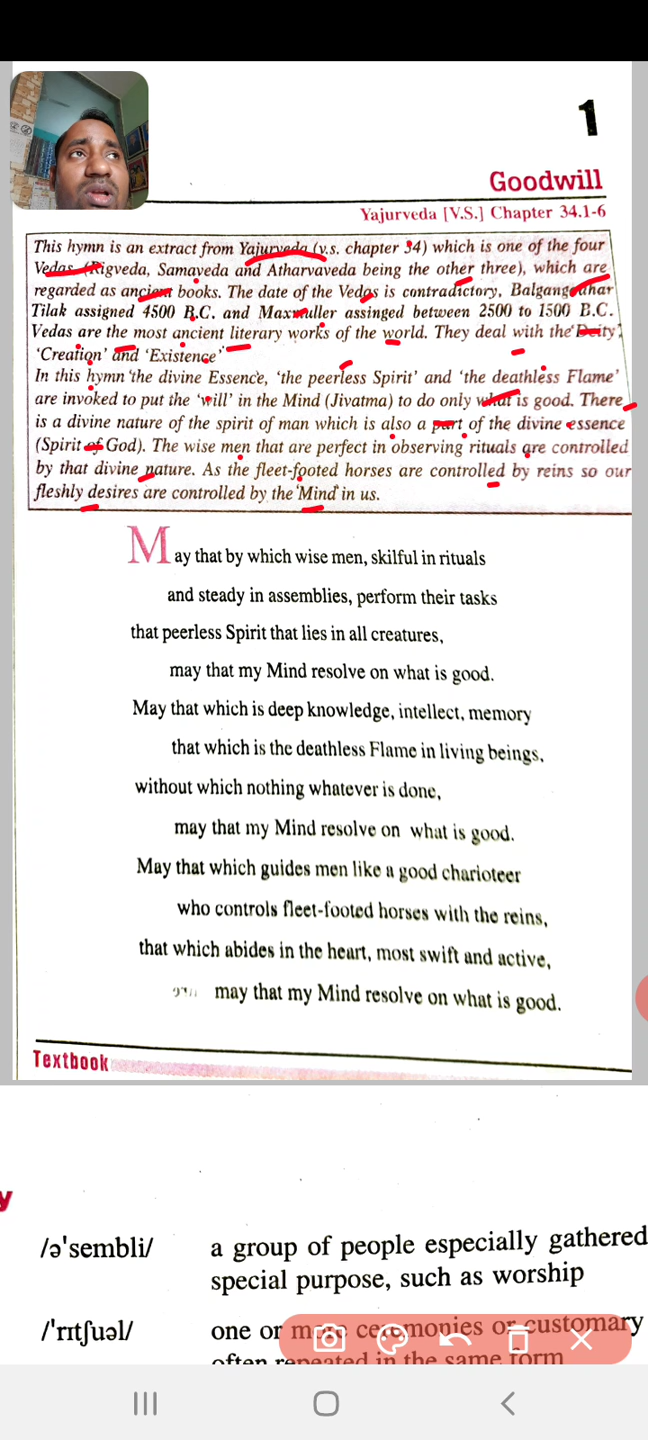 1
Goodwill
Yajurveda [V.S.] Chapter 34.1-6
This hymn is an extract from Yajurveda (v.s. chapter 34) which is one of the four
Vedas (Rigveda, Samaveda and Atharvaveda being the other three), which are
regarded as ancient books. The date of the Vedas is contradictory, Balgangadhar
Tilak assigned 4500 B.C. and Maxmuller assinged between 2500 to 1500 B.C.
Vedas are the most ancient literary works of the world. They deal with the 'Deity',
'Creation' and 'Existence'
In this hymn 'the divine Essence, 'the peerless Spirit' and 'the deathless Flame'
are invoked to put the 'will' in the Mind (Jivatma) to do only what is good. There
is a divine nature of the spirit of man which is also a part of the divine essence
(Spirit of God). The wise men that are perfect in observing rituals are controlled
by that divine nature. As the fleet-footed horses are controlled by reins so our
fleshly desires are controlled by the 'Mind' in us.
May that by which wise men, skilful in rituals
and steady in assemblies, perform their tasks
that peerless Spirit that lies in all creatures,
may that my Mind resolve on what is good.
May that which is deep knowledge, intellect, memory
that which is the deathless Flame in living beings,
without which nothing whatever is done,
may that my Mind resolve on what is good.
May that which guides men like a good charioteer
who controls fleet-footed horses with the reins,
that which abides in the heart, most swift and active,
may that my Mind resolve on what is good.
Textbook
y
/ə'sembli/ a group of people especially gathered
special purpose, such as worship
/'rɪtʃuəl/ one or more ceremonies or customary
often repeated in the same form